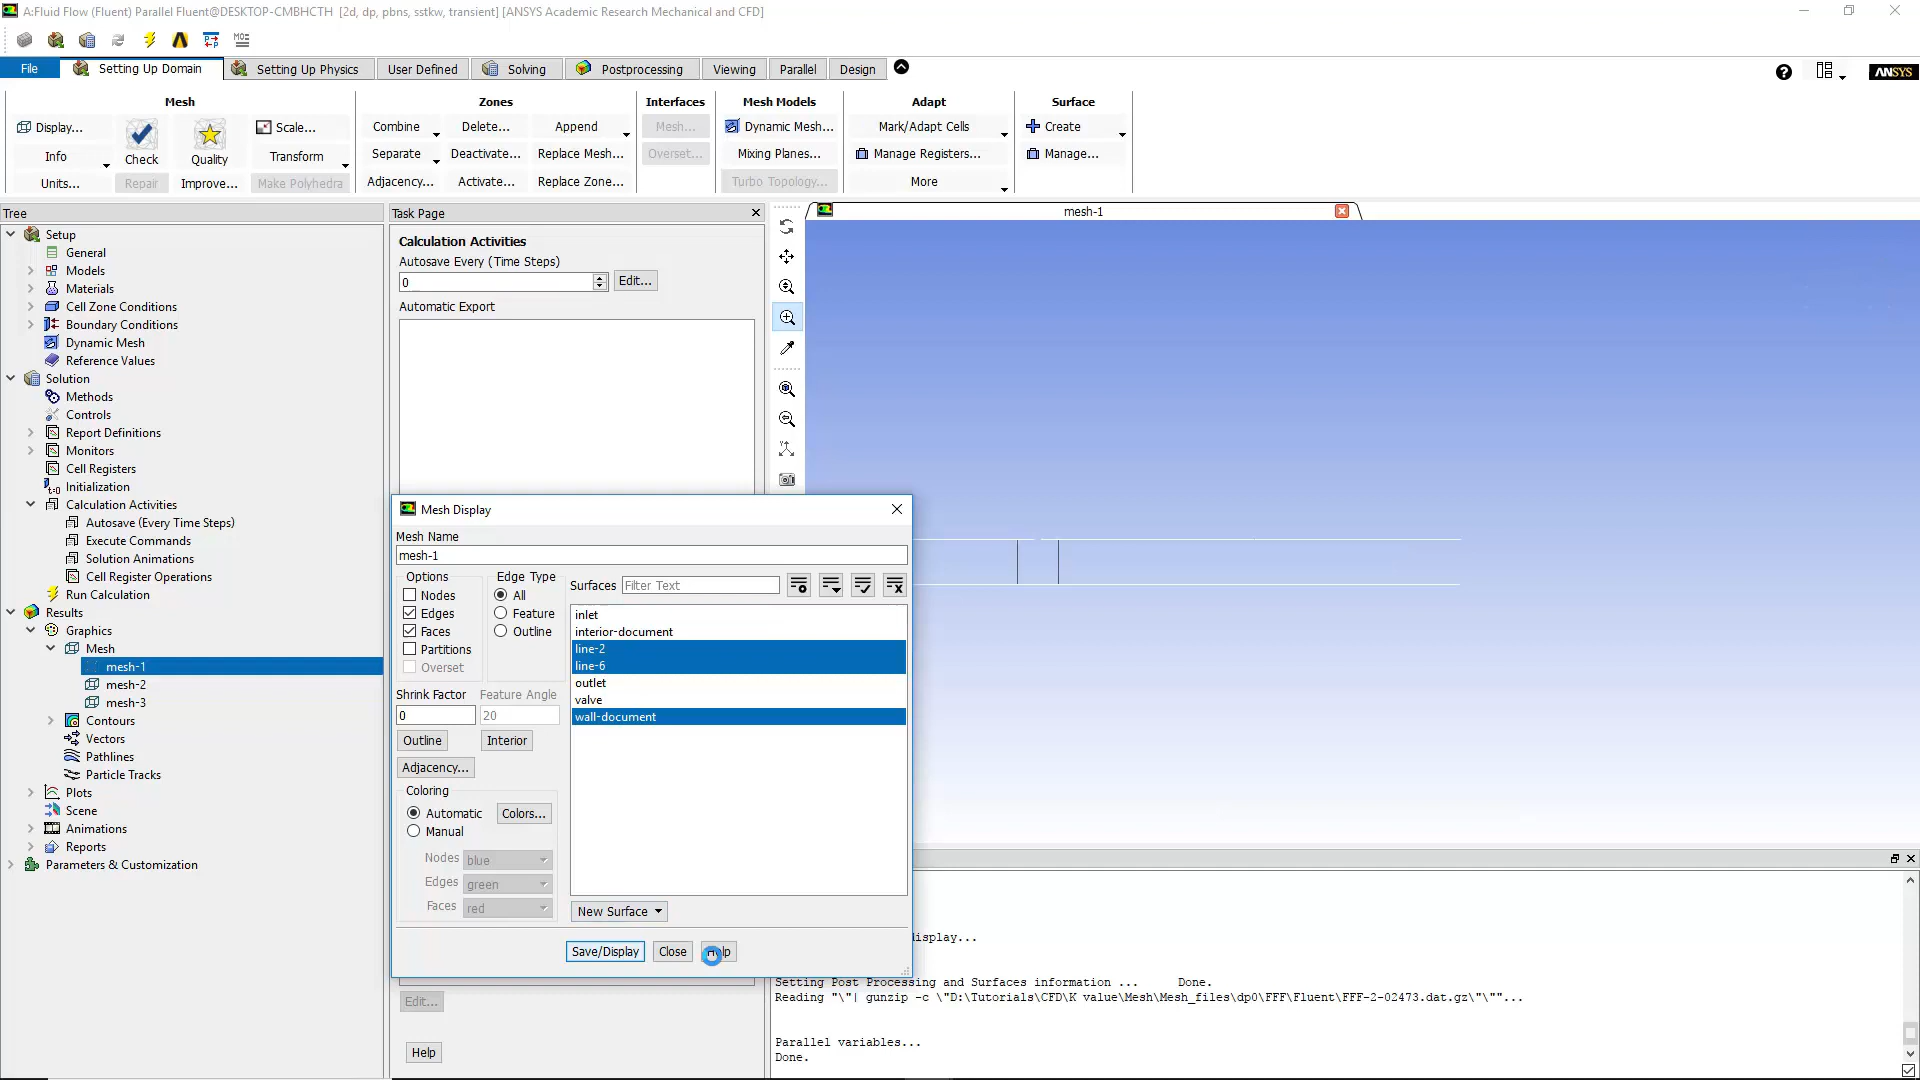 A:Fluid Flow (Fluent) Parallel Fluent@DESKTOP-CMBHCTH [2d, dp, pbns, sstkw, transient] [ANSYS Academic Research Mechanical and CFD]
File
Setting Up Domain
Setting Up Physics
User Defined
Solving
Postprocessing
Viewing
Parallel
Design
ANSYS
Mesh
Zones
Interfaces
Mesh Models
Adapt
Surface
Display...
Scale...
Combine
Delete...
Append
Mesh...
Dynamic Mesh...
Mark/Adapt Cells
Create
Info
Check
Quality
Transform
Separate
Deactivate...
Replace Mesh...
Overset...
Mixing Planes...
Manage Registers...
Manage...
Units...
Repair
Improve...
Make Polyhedra
Adjacency...
Activate...
Replace Zone...
Turbo Topology...
More
Tree
Setup
General
Models
Materials
Cell Zone Conditions
Boundary Conditions
Dynamic Mesh
Reference Values
Solution
Methods
Controls
Report Definitions
Monitors
Cell Registers
Initialization
Calculation Activities
Autosave (Every Time Steps)
Execute Commands
Solution Animations
Cell Register Operations
Run Calculation
Results
Graphics
Mesh
mesh-1
mesh-2
mesh-3
Contours
Vectors
Pathlines
Particle Tracks
Plots
Scene
Animations
Reports
Parameters & Customization
Task Page
Calculation Activities
Autosave Every (Time Steps)
0
Edit...
Automatic Export
mesh-1
Mesh Display
Mesh Name
mesh-1
Options
Nodes
Edges
Faces
Partitions
Overset
Edge Type
All
Feature
Outline
Shrink Factor
Feature Angle
0
20
Outline
Interior
Adjacency...
Coloring
Automatic
Colors...
Manual
Nodes
blue
Edges
green
Faces
red
Surfaces
Filter Text
inlet
interior-document
line-2
line-6
outlet
valve
wall-document
New Surface
Save/Display
Close
Help
Edit...
Help
isplay...
Setting Post Processing and Surfaces information ... Done.
Reading "\"| gunzip -c \"D:\Tutorials\CFD\K value\Mesh\Mesh_files\dp0\FFF\Fluent\FFF-2-02473.dat.gz\"\""...
Parallel variables...
Done.